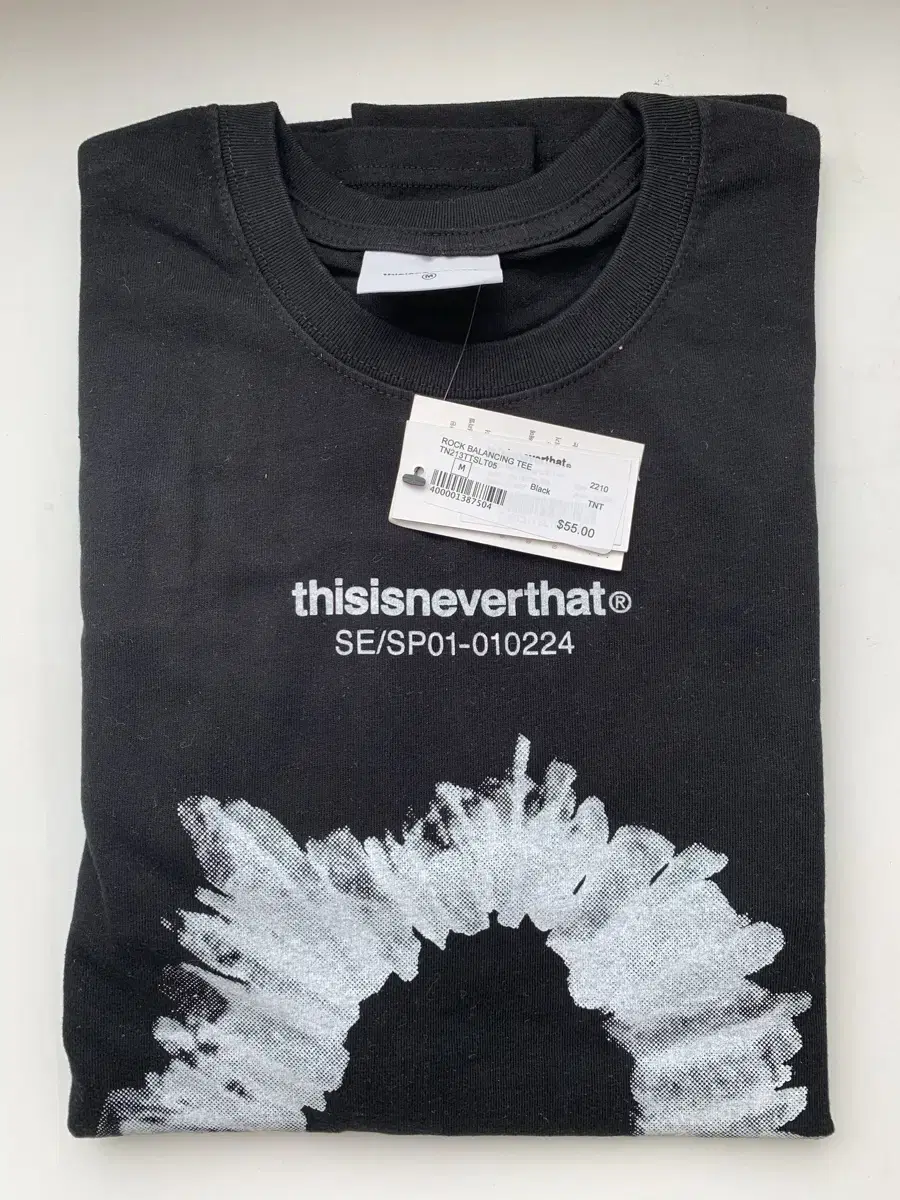 M
ROCK BALANCING TEE
TN213TTSLT05
M
Black
2210
TNT
400001387504
$55.00
thisisneverthat®
SE/SP01-010224